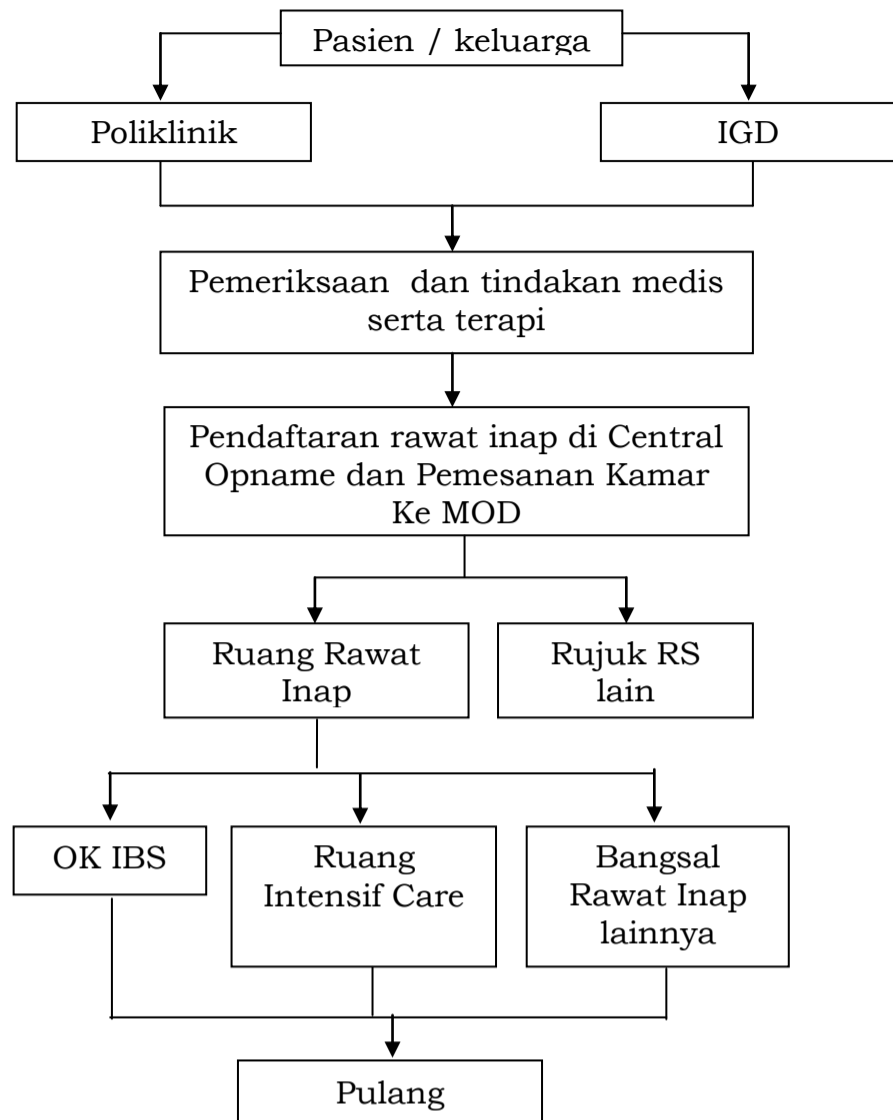 Pasien / keluarga
Poliklinik
IGD
Pemeriksaan dan tindakan medis
serta terapi
Pendaftaran rawat inap di Central
Opname dan Pemesanan Kamar
Ke MOD
Ruang Rawat
Inap
Rujuk RS
lain
OK IBS
Ruang
Intensif Care
Bangsal
Rawat Inap
lainnya
Pulang